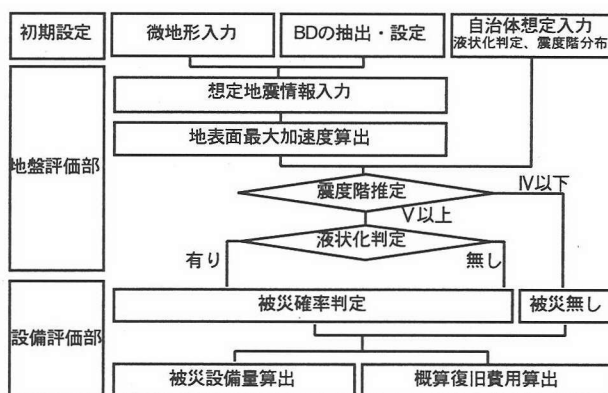 初期設定
微地形入力
BDの抽出・設定
自治体想定入力
液状化判定、震度階分布
地盤評価部
想定地震情報入力
地表面最大加速度算出
震度階推定
Ⅳ以下
Ⅴ以上
液状化判定
有り
無し
設備評価部
被災確率判定
被災無し
被災設備量算出
概算復旧費用算出